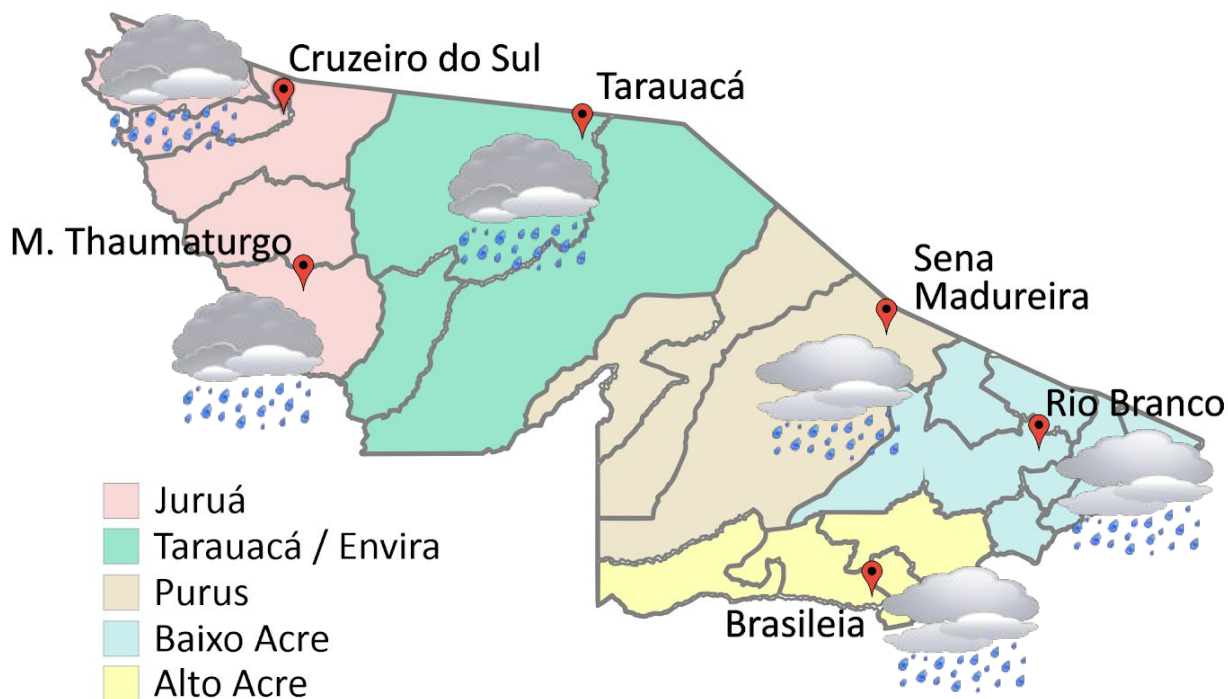 Cruzeiro do Sul
Tarauacá
M. Thaumaturgo
Sena
Madureira
Rio Branco
Brasileia
Juruá
Tarauacá / Envira
Purus
Baixo Acre
Alto Acre